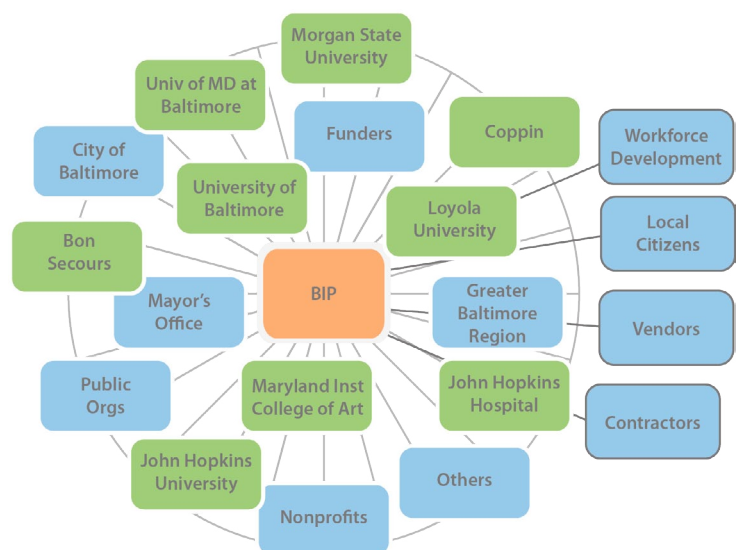 Morgan State
University
Univ of MD at
Baltimore
Funders
Coppin
Workforce
Development
City of
Baltimore
University of
Baltimore
Loyola
University
Local
Citizens
Bon
Secours
BIP
Mayor's
Office
Greater
Baltimore
Region
Vendors
Public
Orgs
Maryland Inst
College of Art
John Hopkins
Hospital
Contractors
John Hopkins
University
Others
Nonprofits